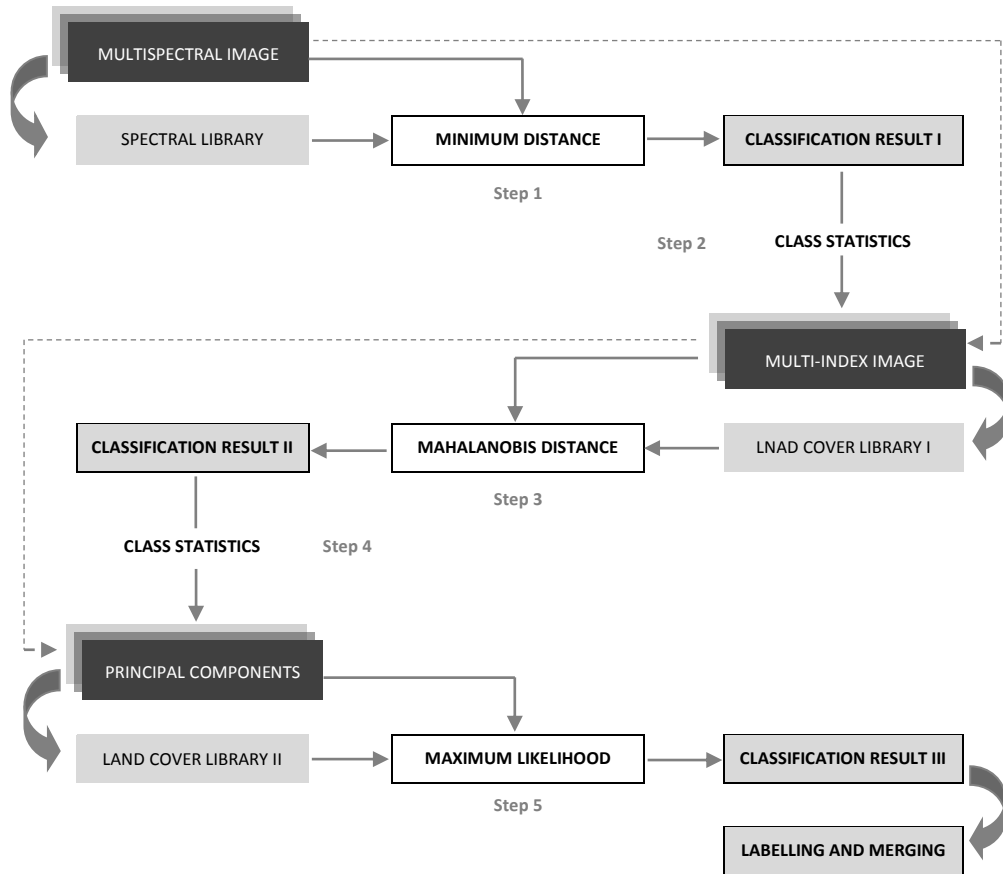 MULTISPECTRAL IMAGE
SPECTRAL LIBRARY
MINIMUM DISTANCE
CLASSIFICATION RESULT I
Step 1
Step 2
CLASS STATISTICS
MULTI-INDEX IMAGE
CLASSIFICATION RESULT II
MAHALANOBIS DISTANCE
LNAD COVER LIBRARY I
Step 3
CLASS STATISTICS
Step 4
PRINCIPAL COMPONENTS
LAND COVER LIBRARY II
MAXIMUM LIKELIHOOD
CLASSIFICATION RESULT III
Step 5
LABELLING AND MERGING